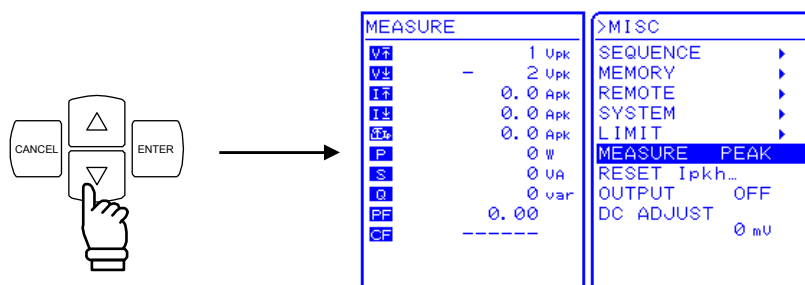 CANCEL
ENTER
MEASURE
V 1 Vpk
V - 2 Vpk
I 0.0 Apk
I 0.0 Apk
0.0 Apk
P 0 W
S 0 VA
Q 0 var
PF 0.00
CF ------
>MISC
SEQUENCE
MEMORY
REMOTE
SYSTEM
LIMIT
MEASURE PEAK
RESET Ipkh…
OUTPUT OFF
DC ADJUST
0 mV